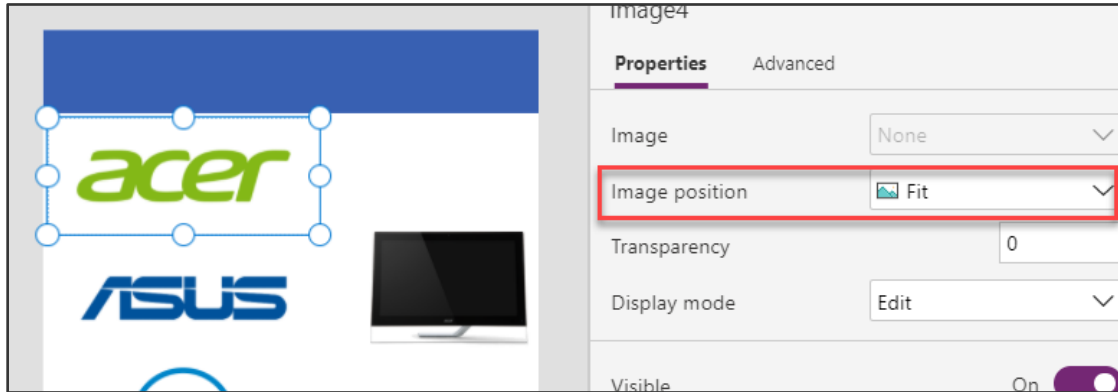 Image4
Properties Advanced
acer
Image None
Image position Fit
Transparency 0
ASUS
Display mode Edit
Visible On